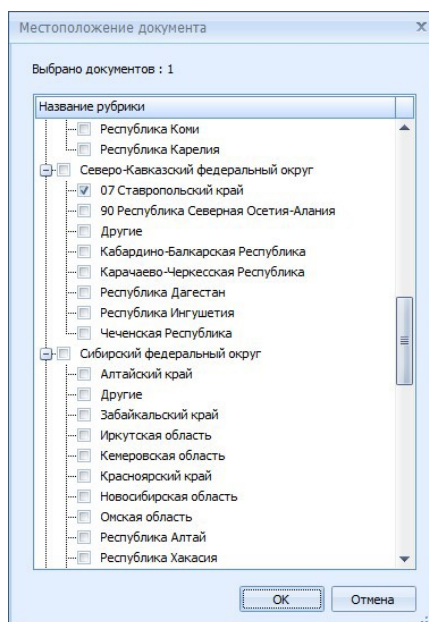 Местоположение документа
Выбрано документов : 1
Название рубрики
Республика Коми
Республика Карелия
Северо-Кавказский федеральный округ
07 Ставропольский край
90 Республика Северная Осетия-Алания
Другие
Кабардино-Балкарская Республика
Карачаево-Черкесская Республика
Республика Дагестан
Республика Ингушетия
Чеченская Республика
Сибирский федеральный округ
Алтайский край
Другие
Забайкальский край
Иркутская область
Кемеровская область
Красноярский край
Новосибирская область
Омская область
Республика Алтай
Республика Хакасия
ОК Отмена